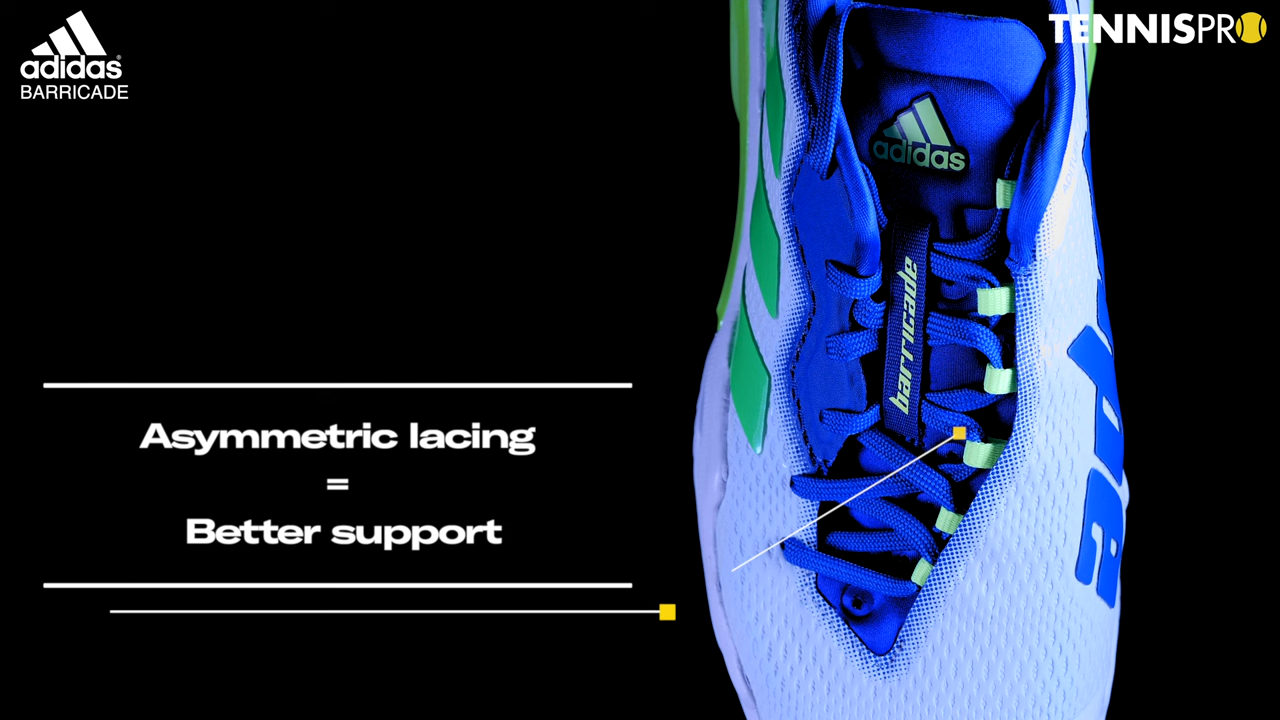 adidas
BARRICADE
TENNISPRO
adidas
barricade
Asymmetric lacing
=
Better support